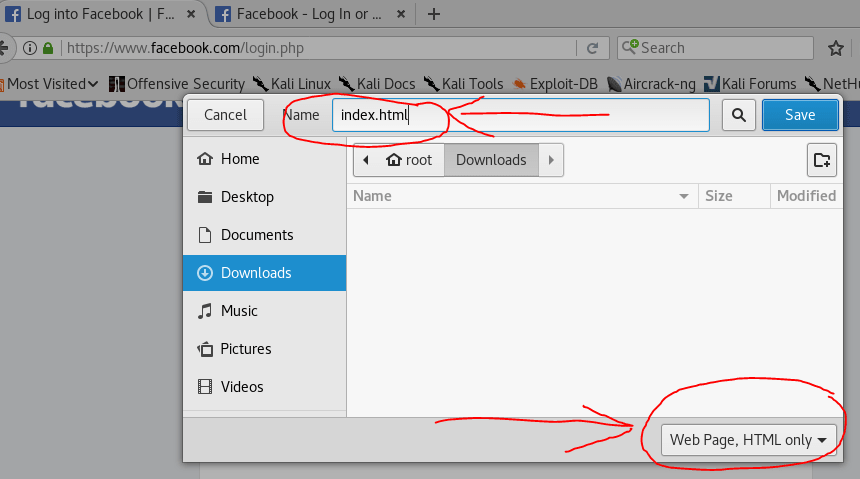 Log into Facebook | F... × Facebook - Log In or ... × +
https://www.facebook.com/login.php Search
Most Visited Offensive Security Kali Linux Kali Docs Kali Tools Exploit-DB Aircrack-ng Kali Forums NetHu
facebook
Cancel Name index.html Save
Home root Downloads
Desktop Name Size Modified
Documents
Downloads
Music
Pictures
Videos
Web Page, HTML only